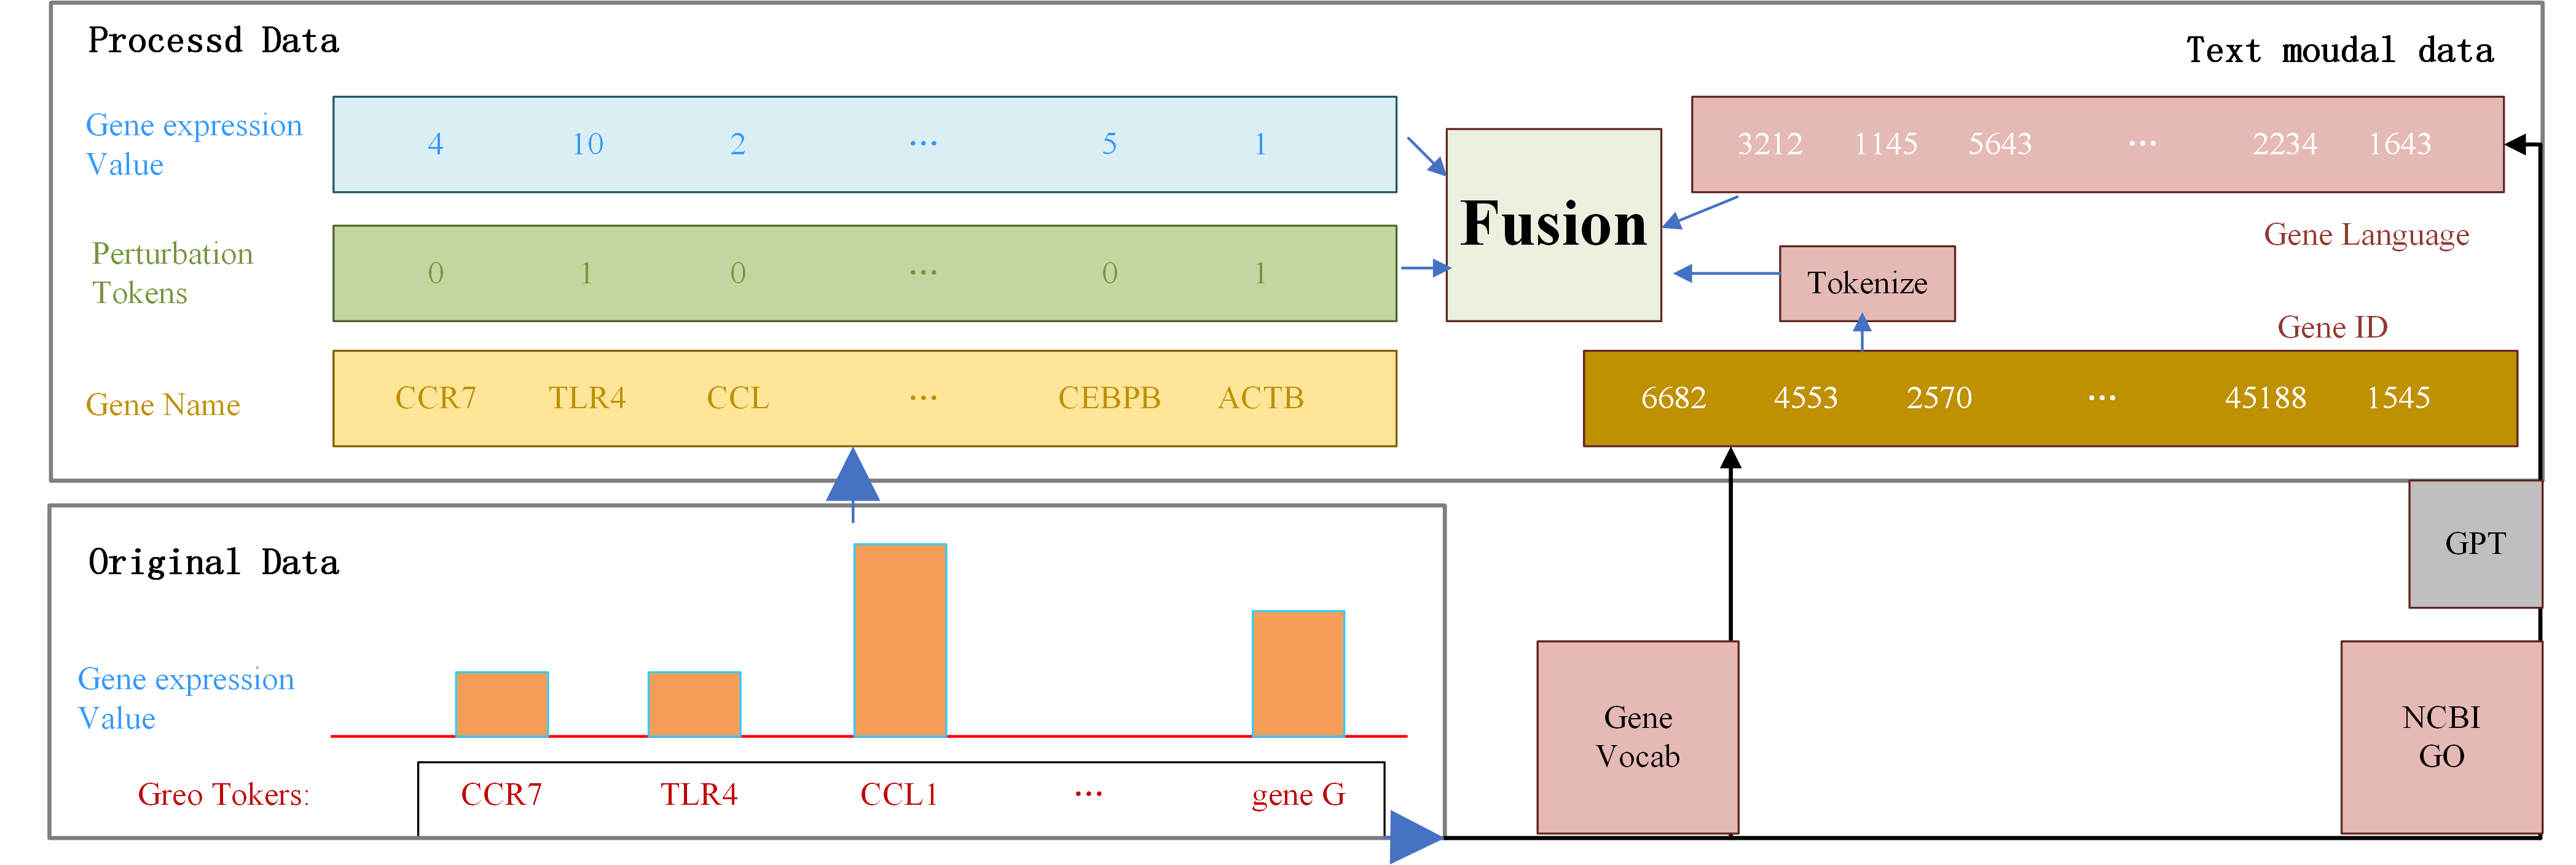 Processd Data
Text moudal data
Gene expression
Value
4 10 2 ··· 5 1
Fusion
3212 1145 5643 ··· 2234 1643
Perturbation
Tokens
0 1 0 ··· 0 1
Gene Language
Tokenize
Gene ID
Gene Name
CCR7 TLR4 CCL ··· CEBPB ACTB
6682 4553 2570 ··· 45188 1545
Original Data
GPT
Gene expression
Value
Gene
Vocab
NCBI
GO
Greo Tokers: CCR7 TLR4 CCL1 ··· gene G